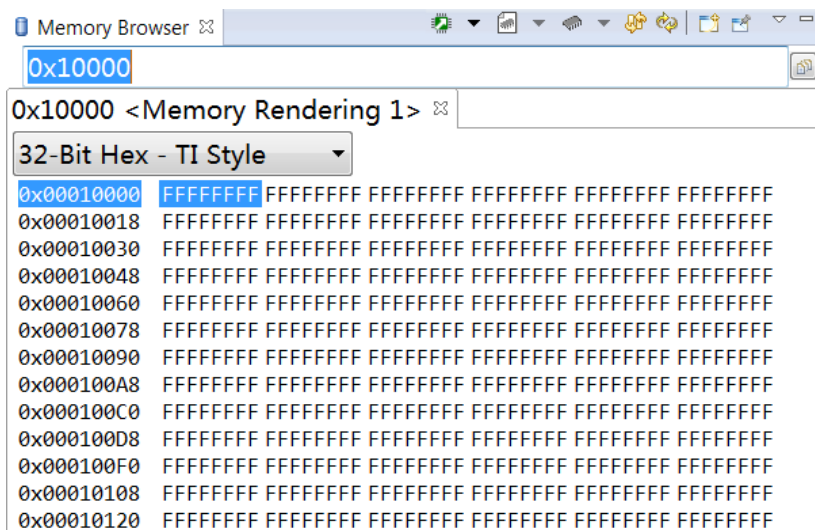 Memory Browser
0x10000
0x10000 <Memory Rendering 1>
32-Bit Hex - TI Style
0x00010000 FFFFFFFF FFFFFFFF FFFFFFFF FFFFFFFF FFFFFFFF FFFFFFFF
0x00010018 FFFFFFFF FFFFFFFF FFFFFFFF FFFFFFFF FFFFFFFF FFFFFFFF
0x00010030 FFFFFFFF FFFFFFFF FFFFFFFF FFFFFFFF FFFFFFFF FFFFFFFF
0x00010048 FFFFFFFF FFFFFFFF FFFFFFFF FFFFFFFF FFFFFFFF FFFFFFFF
0x00010060 FFFFFFFF FFFFFFFF FFFFFFFF FFFFFFFF FFFFFFFF FFFFFFFF
0x00010078 FFFFFFFF FFFFFFFF FFFFFFFF FFFFFFFF FFFFFFFF FFFFFFFF
0x00010090 FFFFFFFF FFFFFFFF FFFFFFFF FFFFFFFF FFFFFFFF FFFFFFFF
0x000100A8 FFFFFFFF FFFFFFFF FFFFFFFF FFFFFFFF FFFFFFFF FFFFFFFF
0x000100C0 FFFFFFFF FFFFFFFF FFFFFFFF FFFFFFFF FFFFFFFF FFFFFFFF
0x000100D8 FFFFFFFF FFFFFFFF FFFFFFFF FFFFFFFF FFFFFFFF FFFFFFFF
0x000100F0 FFFFFFFF FFFFFFFF FFFFFFFF FFFFFFFF FFFFFFFF FFFFFFFF
0x00010108 FFFFFFFF FFFFFFFF FFFFFFFF FFFFFFFF FFFFFFFF FFFFFFFF
0x00010120 FFFFFFFF FFFFFFFF FFFFFFFF FFFFFFFF FFFFFFFF FFFFFFFF